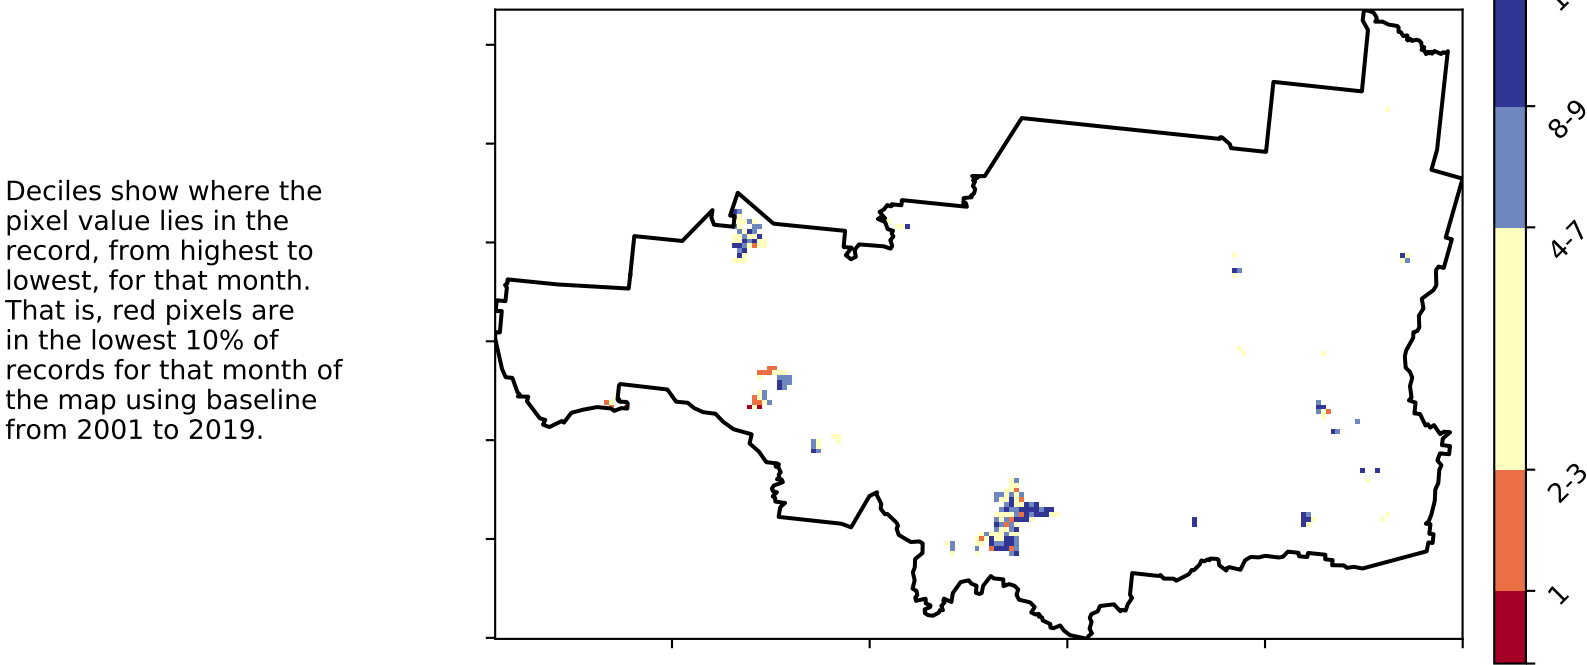 Deciles show where the
pixel value lies in the
record, from highest to
lowest, for that month.
That is, red pixels are
in the lowest 10% of
records for that month of
the map using baseline
from 2001 to 2019.
8-9
4-7
2-3
1